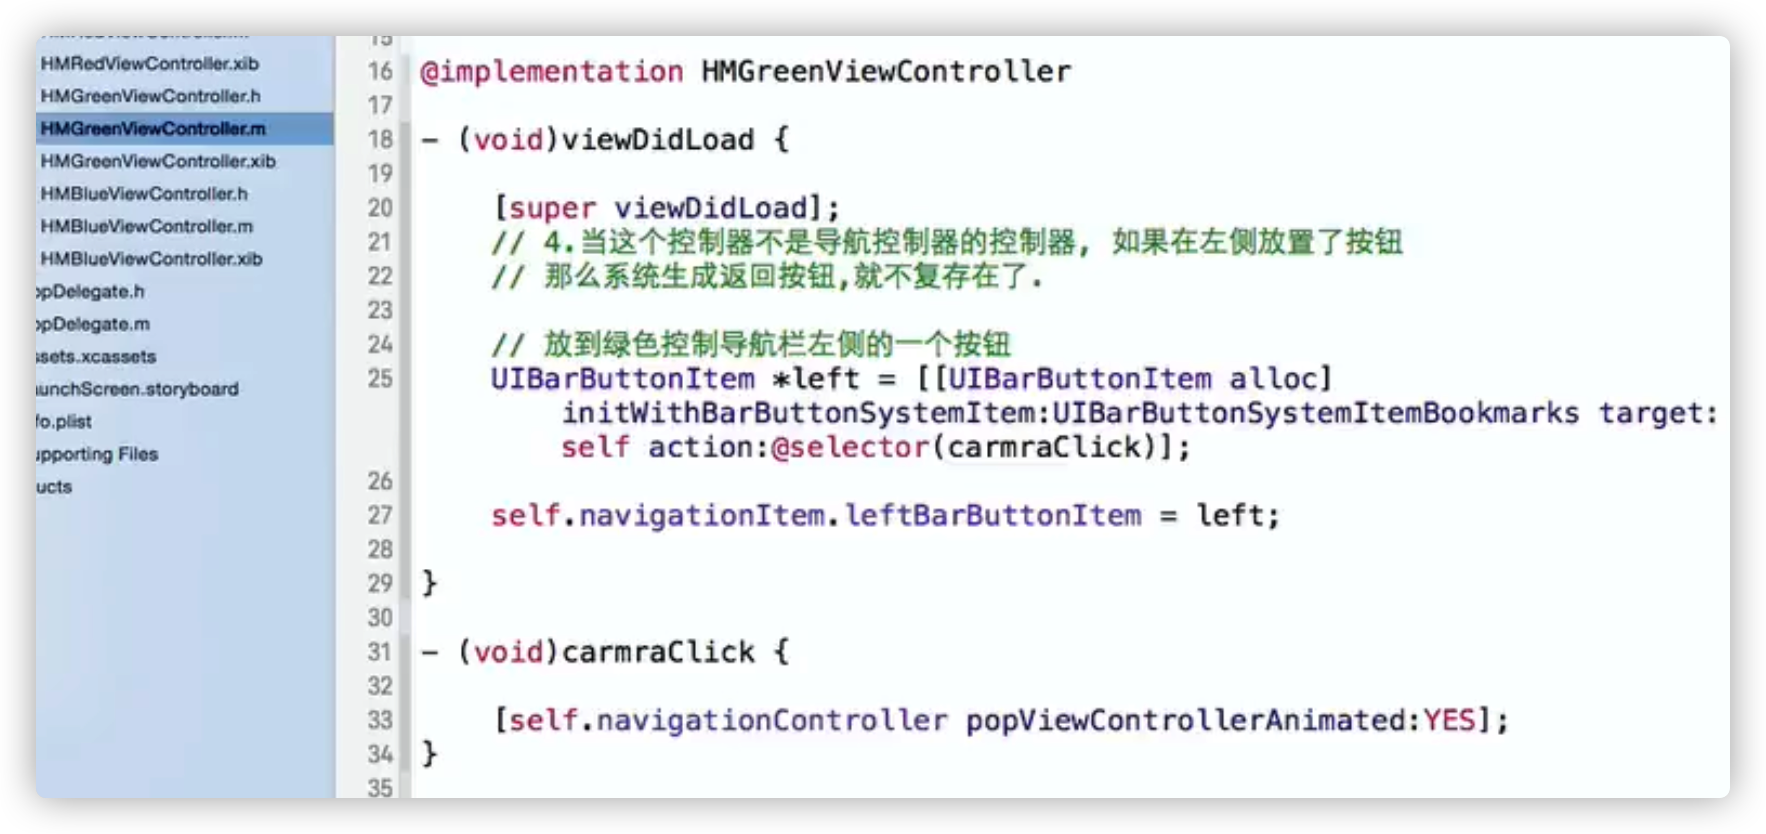 HMRedViewController.xib
HMGreenViewController.h
HMGreenViewController.m
HMGreenViewController.xib
HMBlueViewController.h
HMBlueViewController.m
HMBlueViewController.xib
ppDelegate.h
ppDelegate.m
ssets.xcassets
unchScreen.storyboard
fo.plist
upporting Files
ucts
15
16 @implementation HMGreenViewController
17
18 - (void)viewDidLoad {
19
20 [super viewDidLoad];
21 // 4.当这个控制器不是导航控制器的控制器, 如果在左侧放置了按钮
22 // 那么系统生成返回按钮,就不复存在了.
23
24 // 放到绿色控制导航栏左侧的一个按钮
25 UIBarButtonItem *left = [[UIBarButtonItem alloc]
initWithBarButtonSystemItem:UIBarButtonSystemItemBookmarks target:
self action:@selector(carmraClick)];
26
27 self.navigationItem.leftBarButtonItem = left;
28
29 }
30
31 - (void)carmraClick {
32
33 [self.navigationController popViewControllerAnimated:YES];
34 }
35